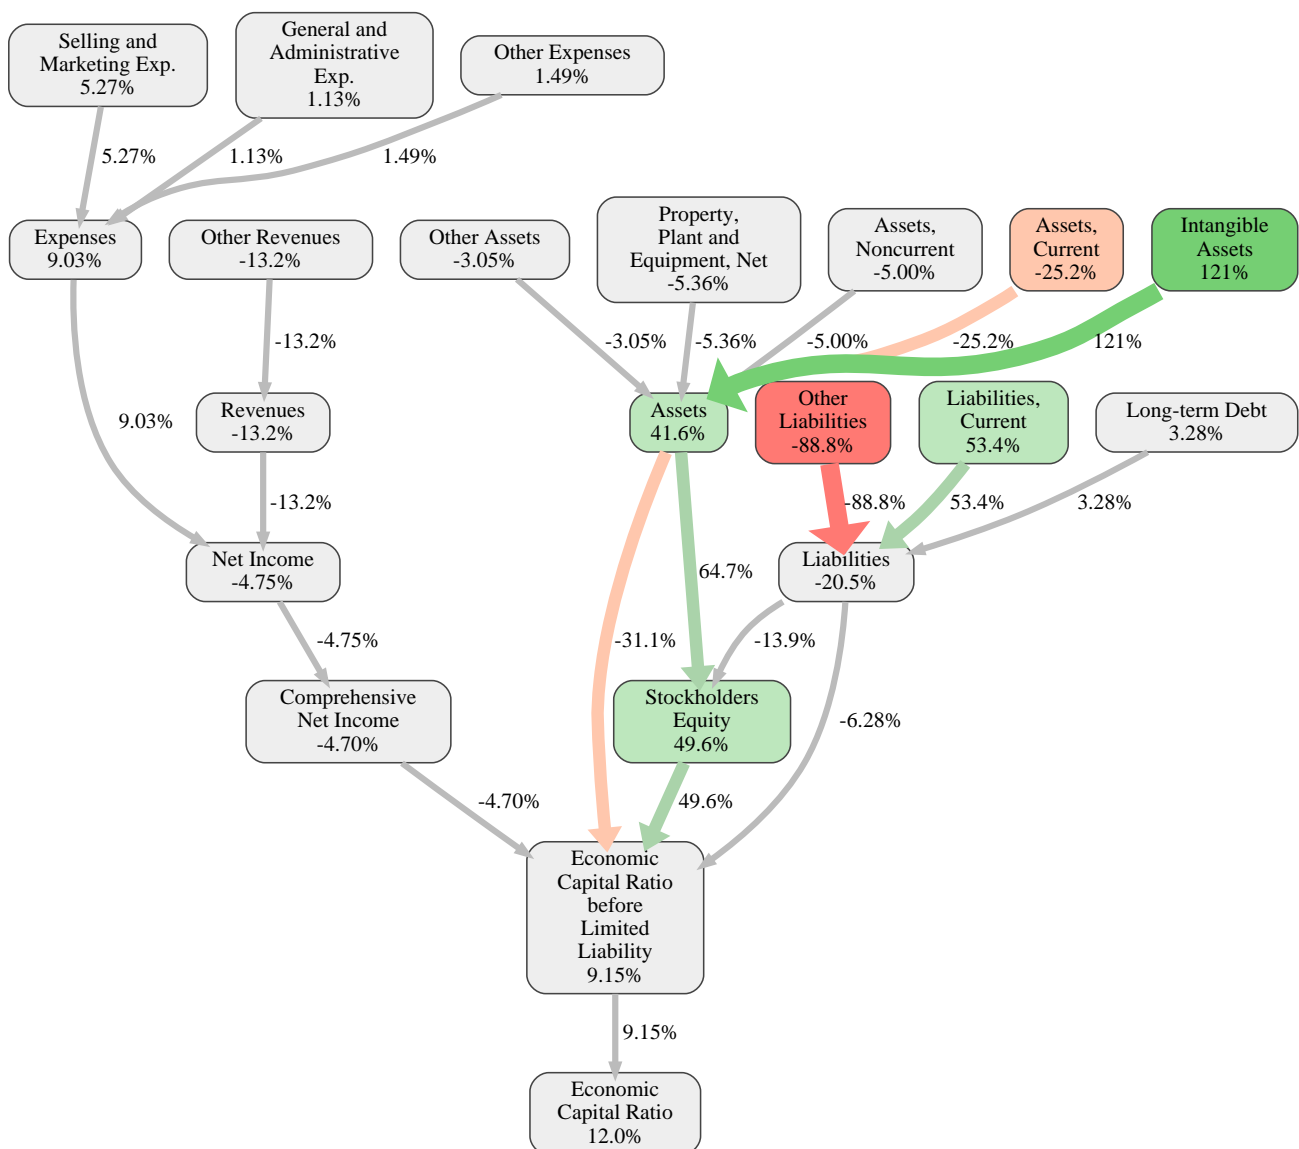 Selling and
Marketing Exp.
5.27%
General and
Administrative
Exp.
1.13%
Other Expenses
1.49%
5.27%
1.13%
1.49%
Expenses
9.03%
Other Revenues
-13.2%
Other Assets
-3.05%
Property,
Plant and
Equipment, Net
-5.36%
Assets,
Noncurrent
-5.00%
Assets,
Current
-25.2%
Intangible
Assets
121%
-13.2%
-3.05%
-5.36%
-5.00%
-25.2%
121%
9.03%
Revenues
-13.2%
Assets
41.6%
Other
Liabilities
-88.8%
Liabilities,
Current
53.4%
Long-term Debt
3.28%
-13.2%
-88.8%
53.4%
3.28%
Net Income
-4.75%
64.7%
Liabilities
-20.5%
-4.75%
-31.1%
-13.9%
Comprehensive
Net Income
-4.70%
Stockholders
Equity
49.6%
-6.28%
-4.70%
49.6%
Economic
Capital Ratio
before
Limited
Liability
9.15%
9.15%
Economic
Capital Ratio
12.0%